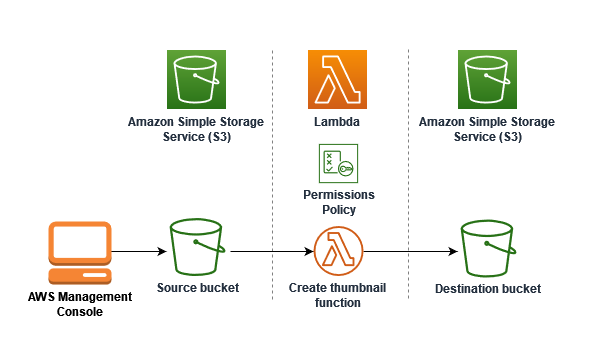 Amazon Simple Storage
Service (S3)
Lambda
Amazon Simple Storage
Service (S3)
Permissions
Policy
AWS Management
Console
Source bucket
Create thumbnail
function
Destination bucket